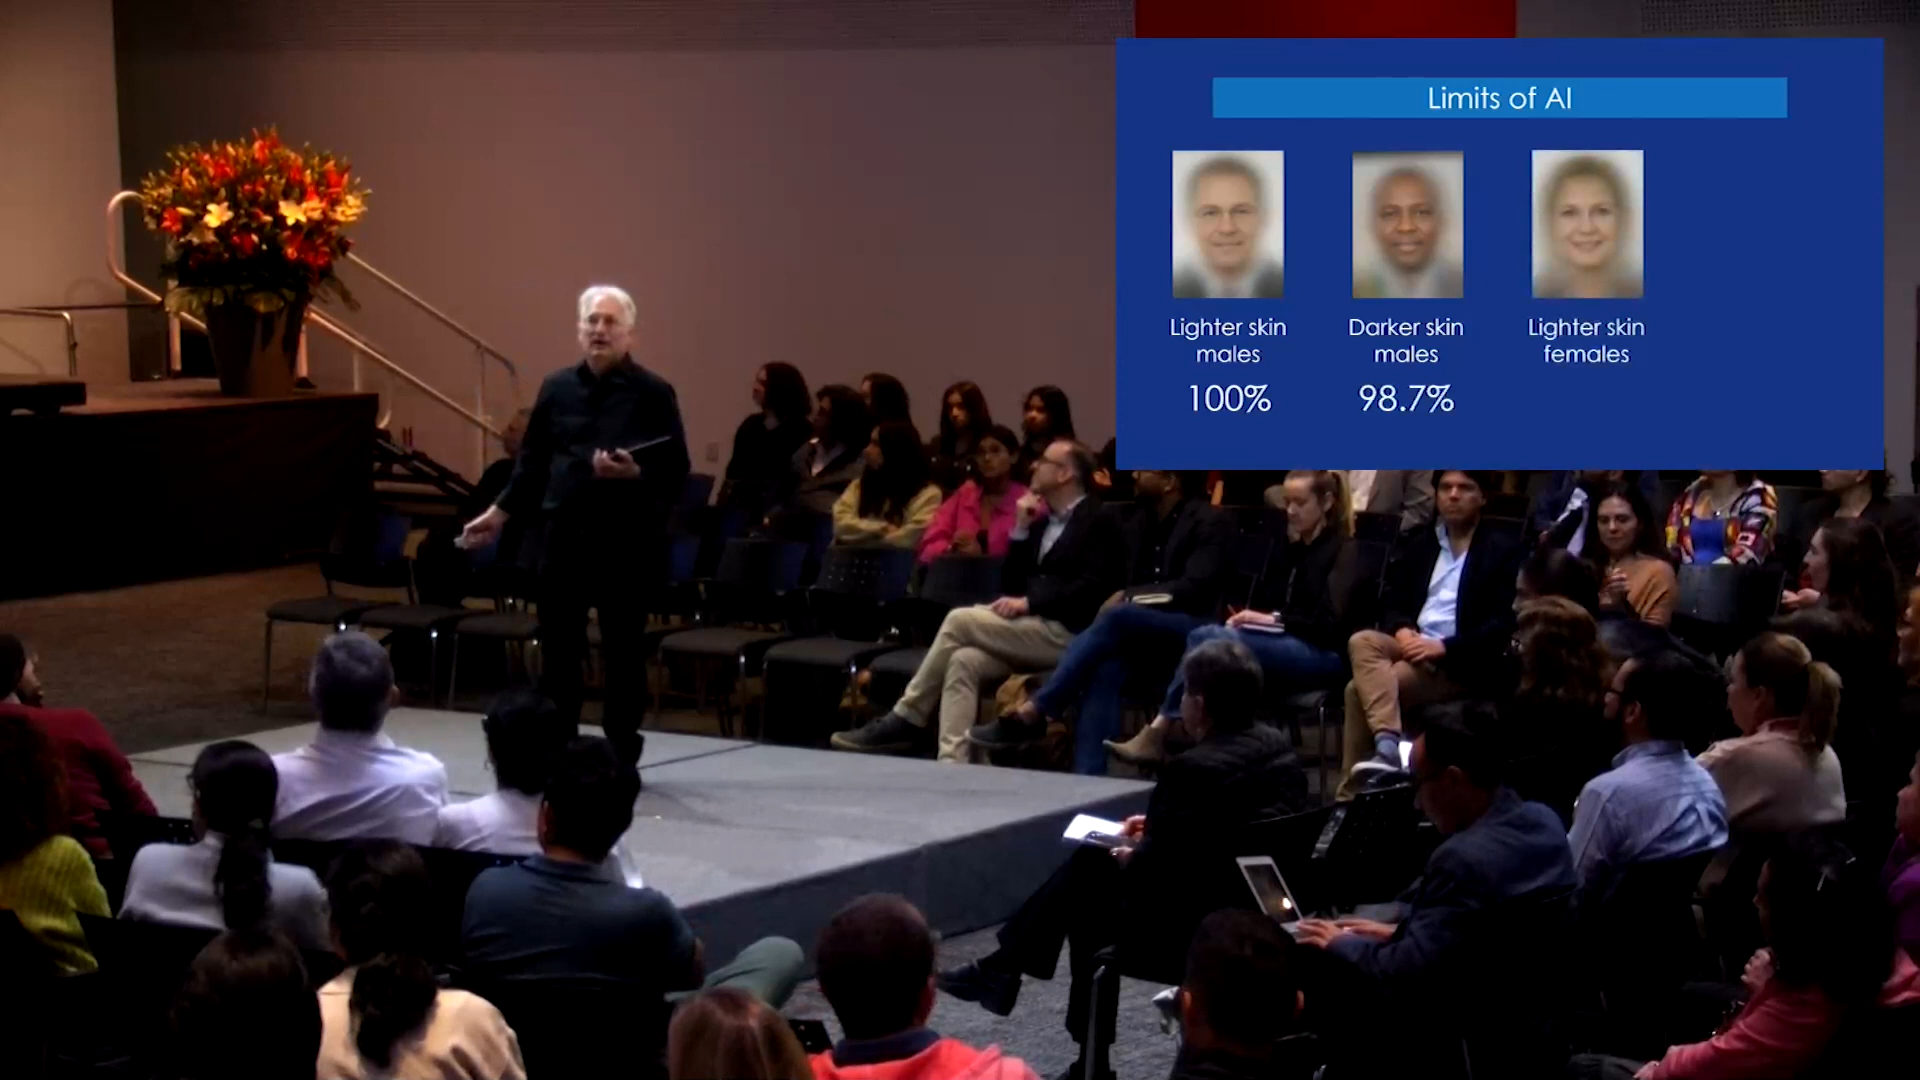 Limits of AI
Lighter skin
males
100%
Darker skin
males
98.7%
Lighter skin
females